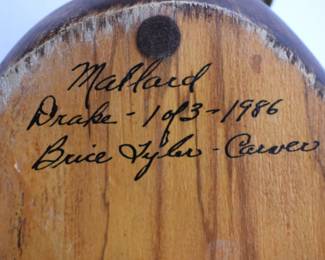 Mallard
Drake - 1 of 3 - 1986
Brice Tyler - Carver